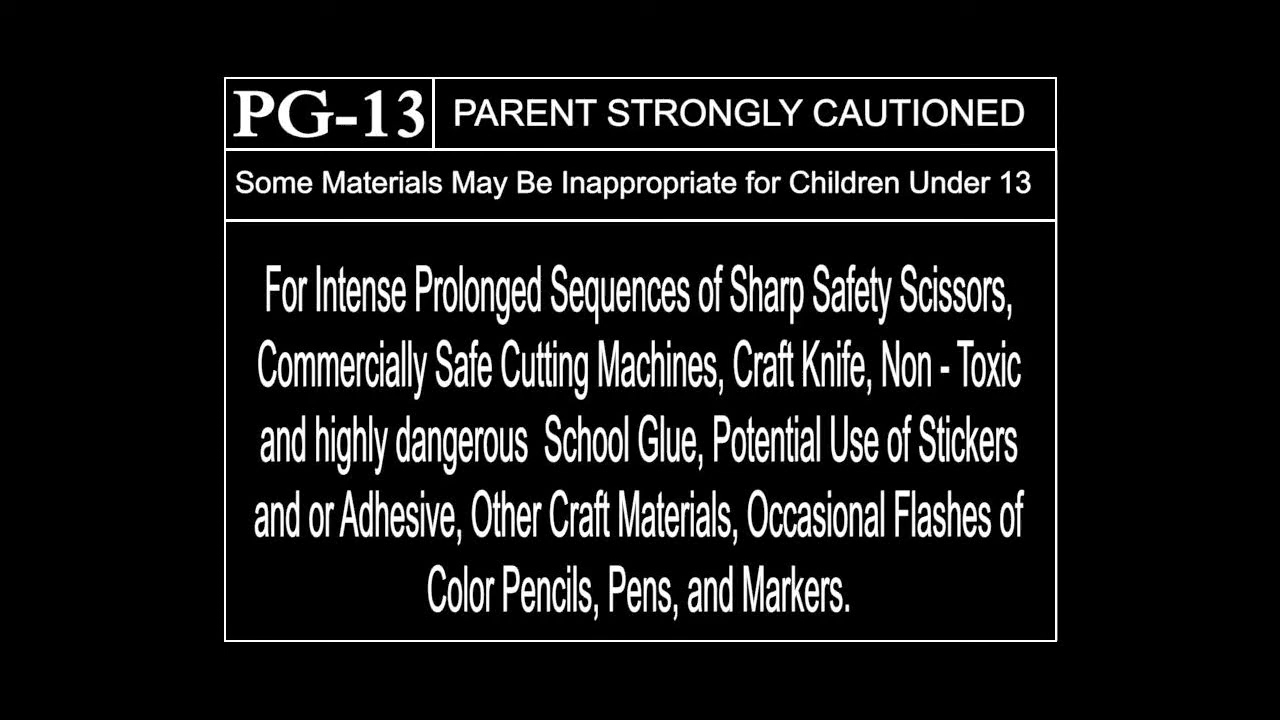 PG-13
PARENT STRONGLY CAUTIONED
Some Materials May Be Inappropriate for Children Under 13
For Intense Prolonged Sequences of Sharp Safety Scissors,
Commercially Safe Cutting Machines, Craft Knife, Non - Toxic
and highly dangerous School Glue, Potential Use of Stickers
and or Adhesive, Other Craft Materials, Occasional Flashes of
Color Pencils, Pens, and Markers.